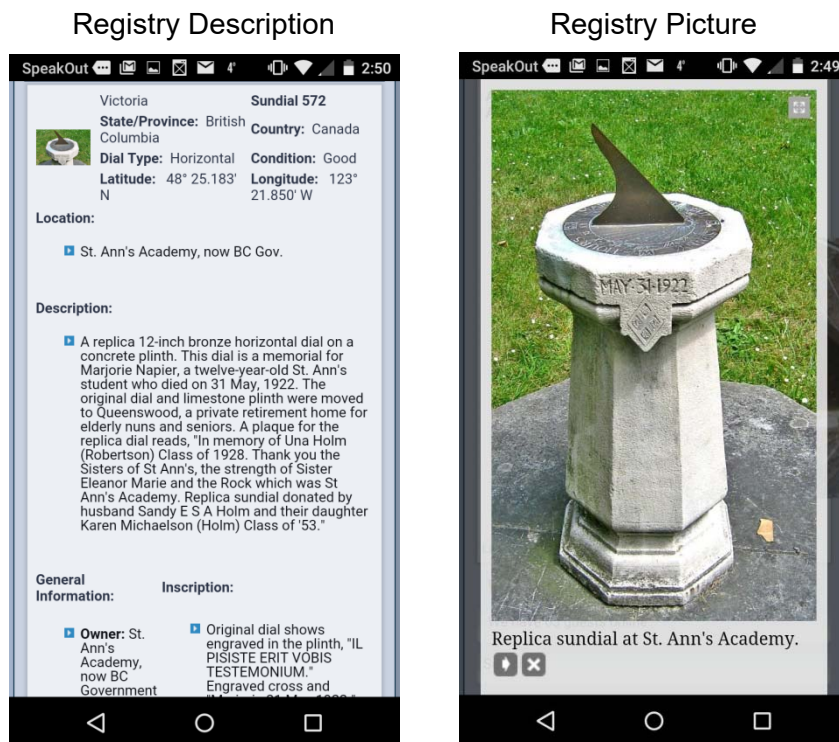 Registry Description
SpeakOut 4° 2:50
Victoria Sundial 572
State/Province: British Columbia Country: Canada
Dial Type: Horizontal Condition: Good
Latitude: 48° 25.183' N Longitude: 123° 21.850' W
Location:
St. Ann's Academy, now BC Gov.
Description:
A replica 12-inch bronze horizontal dial on a
concrete plinth. This dial is a memorial for
Marjorie Napier, a twelve-year-old St. Ann's
student who died on 31 May, 1922. The
original dial and limestone plinth were moved
to Queenswood, a private retirement home for
elderly nuns and seniors. A plaque for the
replica dial reads, "In memory of Una Holm
(Robertson) Class of 1928. Thank you the
Sisters of St Ann's, the strength of Sister
Eleanor Marie and the Rock which was St
Ann's Academy. Replica sundial donated by
husband Sandy E S A Holm and their daughter
Karen Michaelson (Holm) Class of '53."
General
Information:
Owner: St.
Ann's
Academy,
now BC
Government
Inscription:
Original dial shows
engraved in the plinth, "IL
PISISTE ERIT VOBIS
TESTEMONIUM."
Engraved cross and
Registry Picture
SpeakOut 4° 2:49
MAY·31·1922
Replica sundial at St. Ann's Academy.